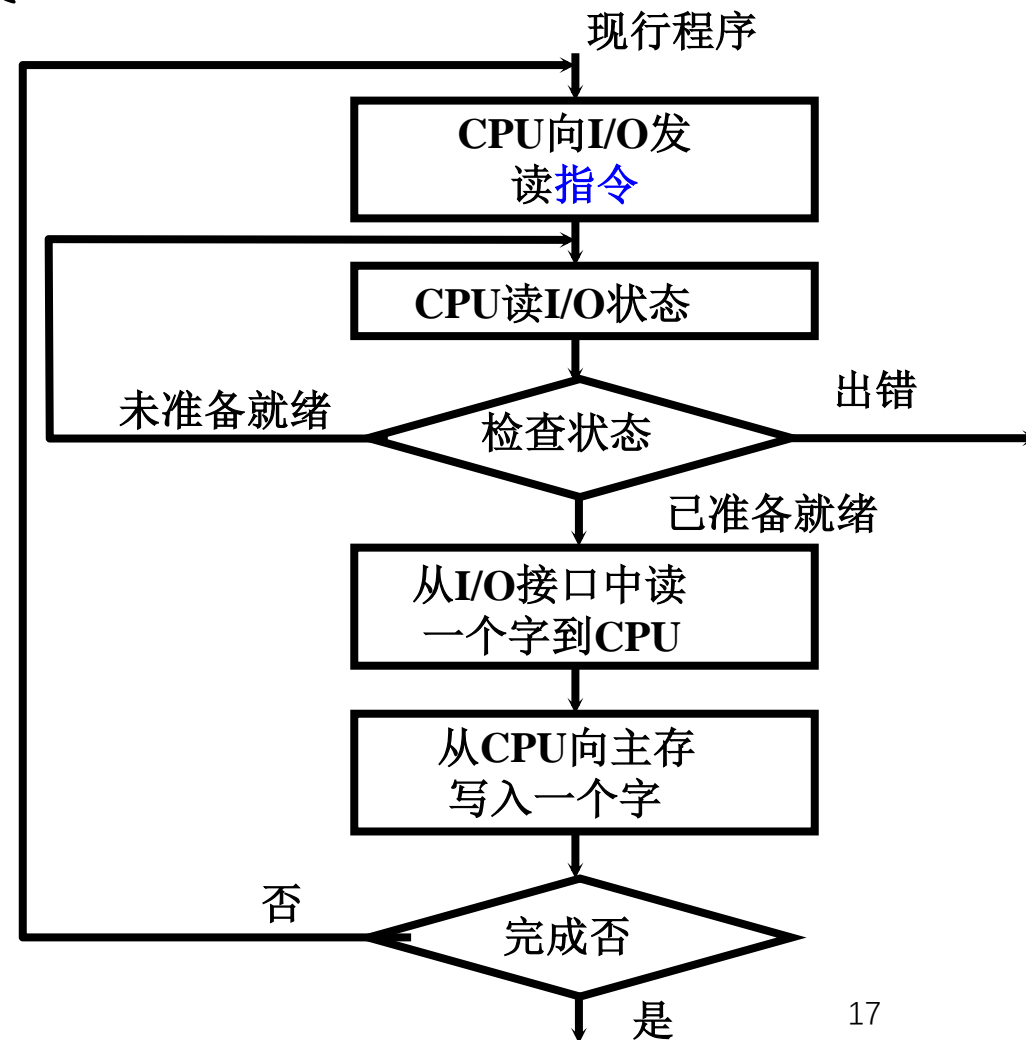 现行程序
CPU向I/O发
读指令
CPU读I/O状态
未准备就绪
检查状态
出错
已准备就绪
从I/O接口中读
一个字到CPU
从CPU向主存
写入一个字
否
完成否
是
17